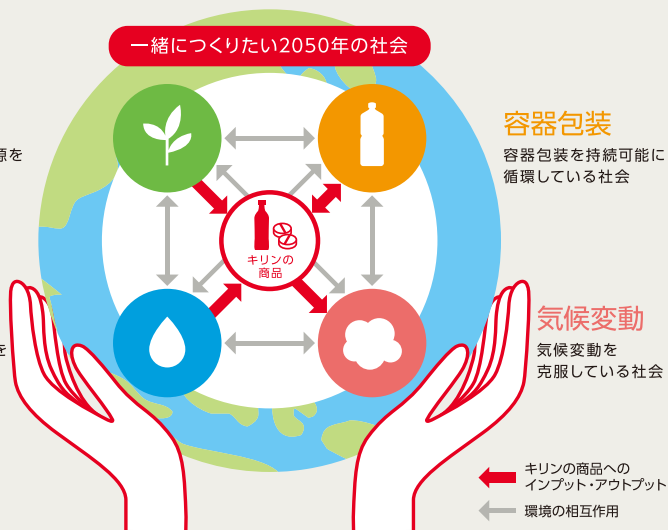 一緒につくりたい2050年の社会
容器包装
源を
容器包装を持続可能に
循環している社会
キリンの
商品
気候変動
を
気候変動を
克服している社会
キリンの商品への
インプット・アウトプット
環境の相互作用